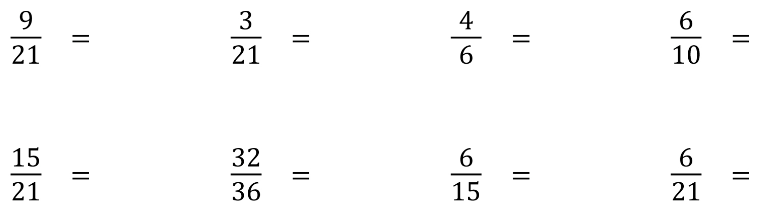 9/21 = 3/21 = 4/6 = 6/10 =
15/21 = 32/36 = 6/15 = 6/21 =